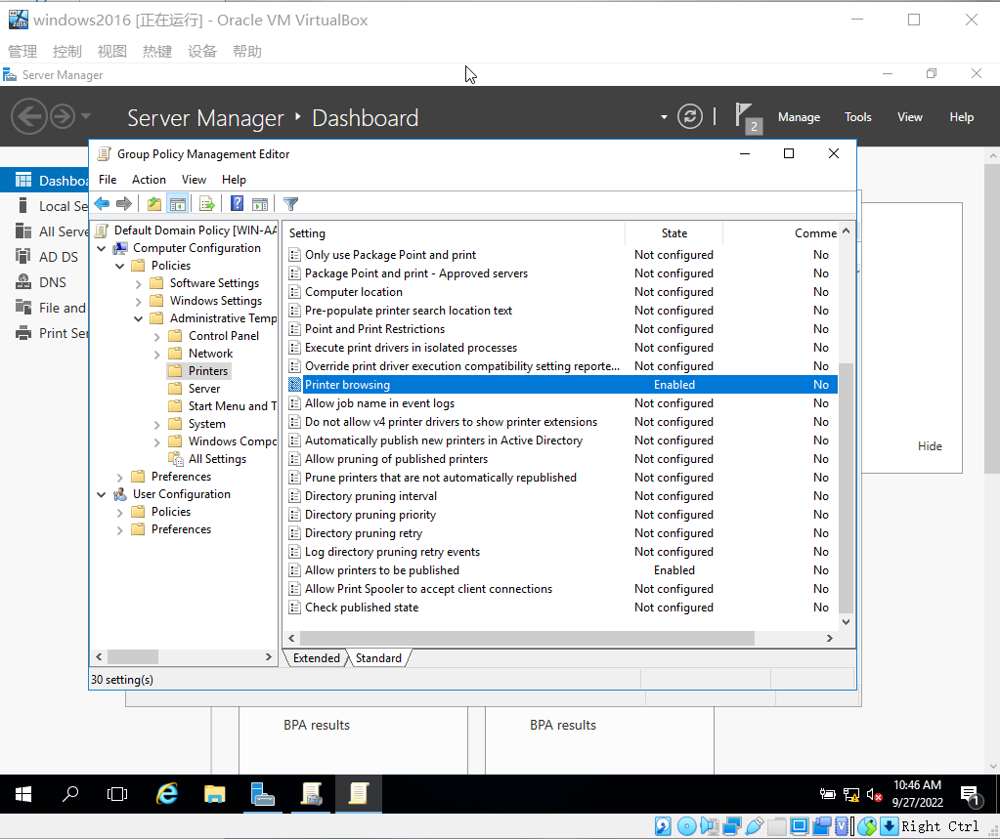 windows2016 [正在运行] - Oracle VM VirtualBox
管理 控制 视图 热键 设备 帮助
Server Manager
Server Manager ‣ Dashboard
2
Manage Tools View Help
Group Policy Management Editor
File Action View Help
Dashboa
Local Se
All Serve
AD DS
DNS
File and
Print Ser
Default Domain Policy [WIN-AA
Computer Configuration
Policies
Software Settings
Windows Settings
Administrative Temp
Control Panel
Network
Printers
Server
Start Menu and T
System
Windows Compo
All Settings
Preferences
User Configuration
Policies
Preferences
Setting State Comme
Only use Package Point and print Not configured No
Package Point and print - Approved servers Not configured No
Computer location Not configured No
Pre-populate printer search location text Not configured No
Point and Print Restrictions Not configured No
Execute print drivers in isolated processes Not configured No
Override print driver execution compatibility setting reporte... Not configured No
Printer browsing Enabled No
Allow job name in event logs Not configured No
Do not allow v4 printer drivers to show printer extensions Not configured No
Automatically publish new printers in Active Directory Not configured No
Allow pruning of published printers Not configured No
Prune printers that are not automatically republished Not configured No
Directory pruning interval Not configured No
Directory pruning priority Not configured No
Directory pruning retry Not configured No
Log directory pruning retry events Not configured No
Allow printers to be published Enabled No
Allow Print Spooler to accept client connections Not configured No
Check published state Not configured No
Extended Standard
30 setting(s)
Hide
BPA results BPA results
10:46 AM
9/27/2022
1
Right Ctrl